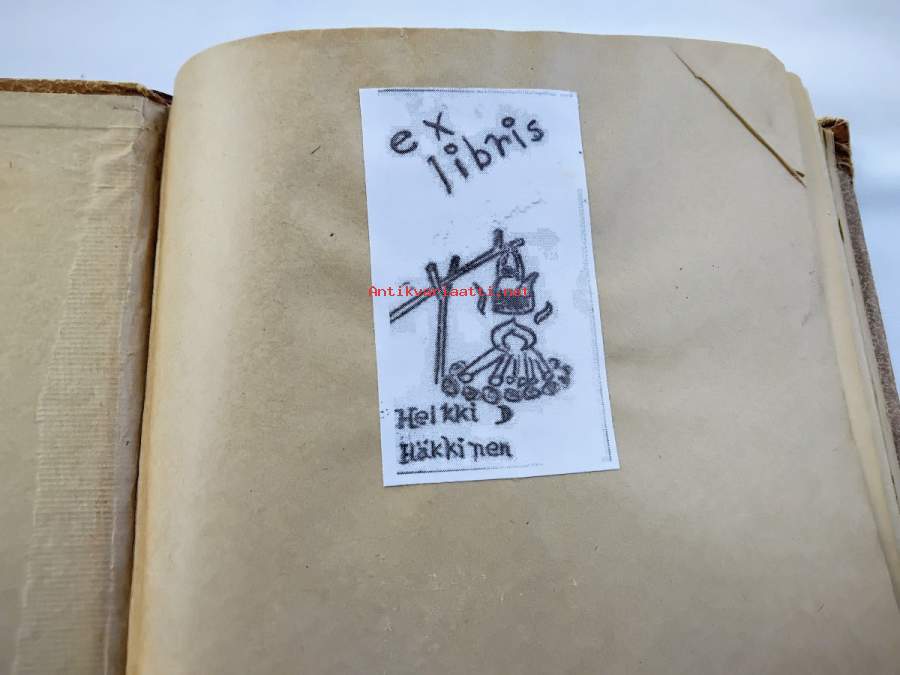 ex
libris
Antikvariaatti.net
Heikki
Häkkinen